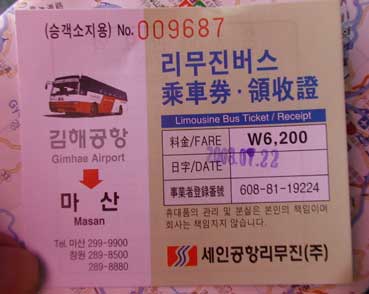 (승객소지용) No. 009687
리무진버스
乘車券·領收證
Limousine Bus Ticket / Receipt
김해공항
Gimhae Airport
마산
Masan
料金/FARE W6,200
日字/DATE 2008.07.22
事業者登錄番號 608-81-19224
Tel. 마산 299-9900
창원 289-8500
289-8880
휴대품의 관리 및 분실은 본인의 책임이며
회사는 책임지지 않습니다.
세인공항리무진(주)